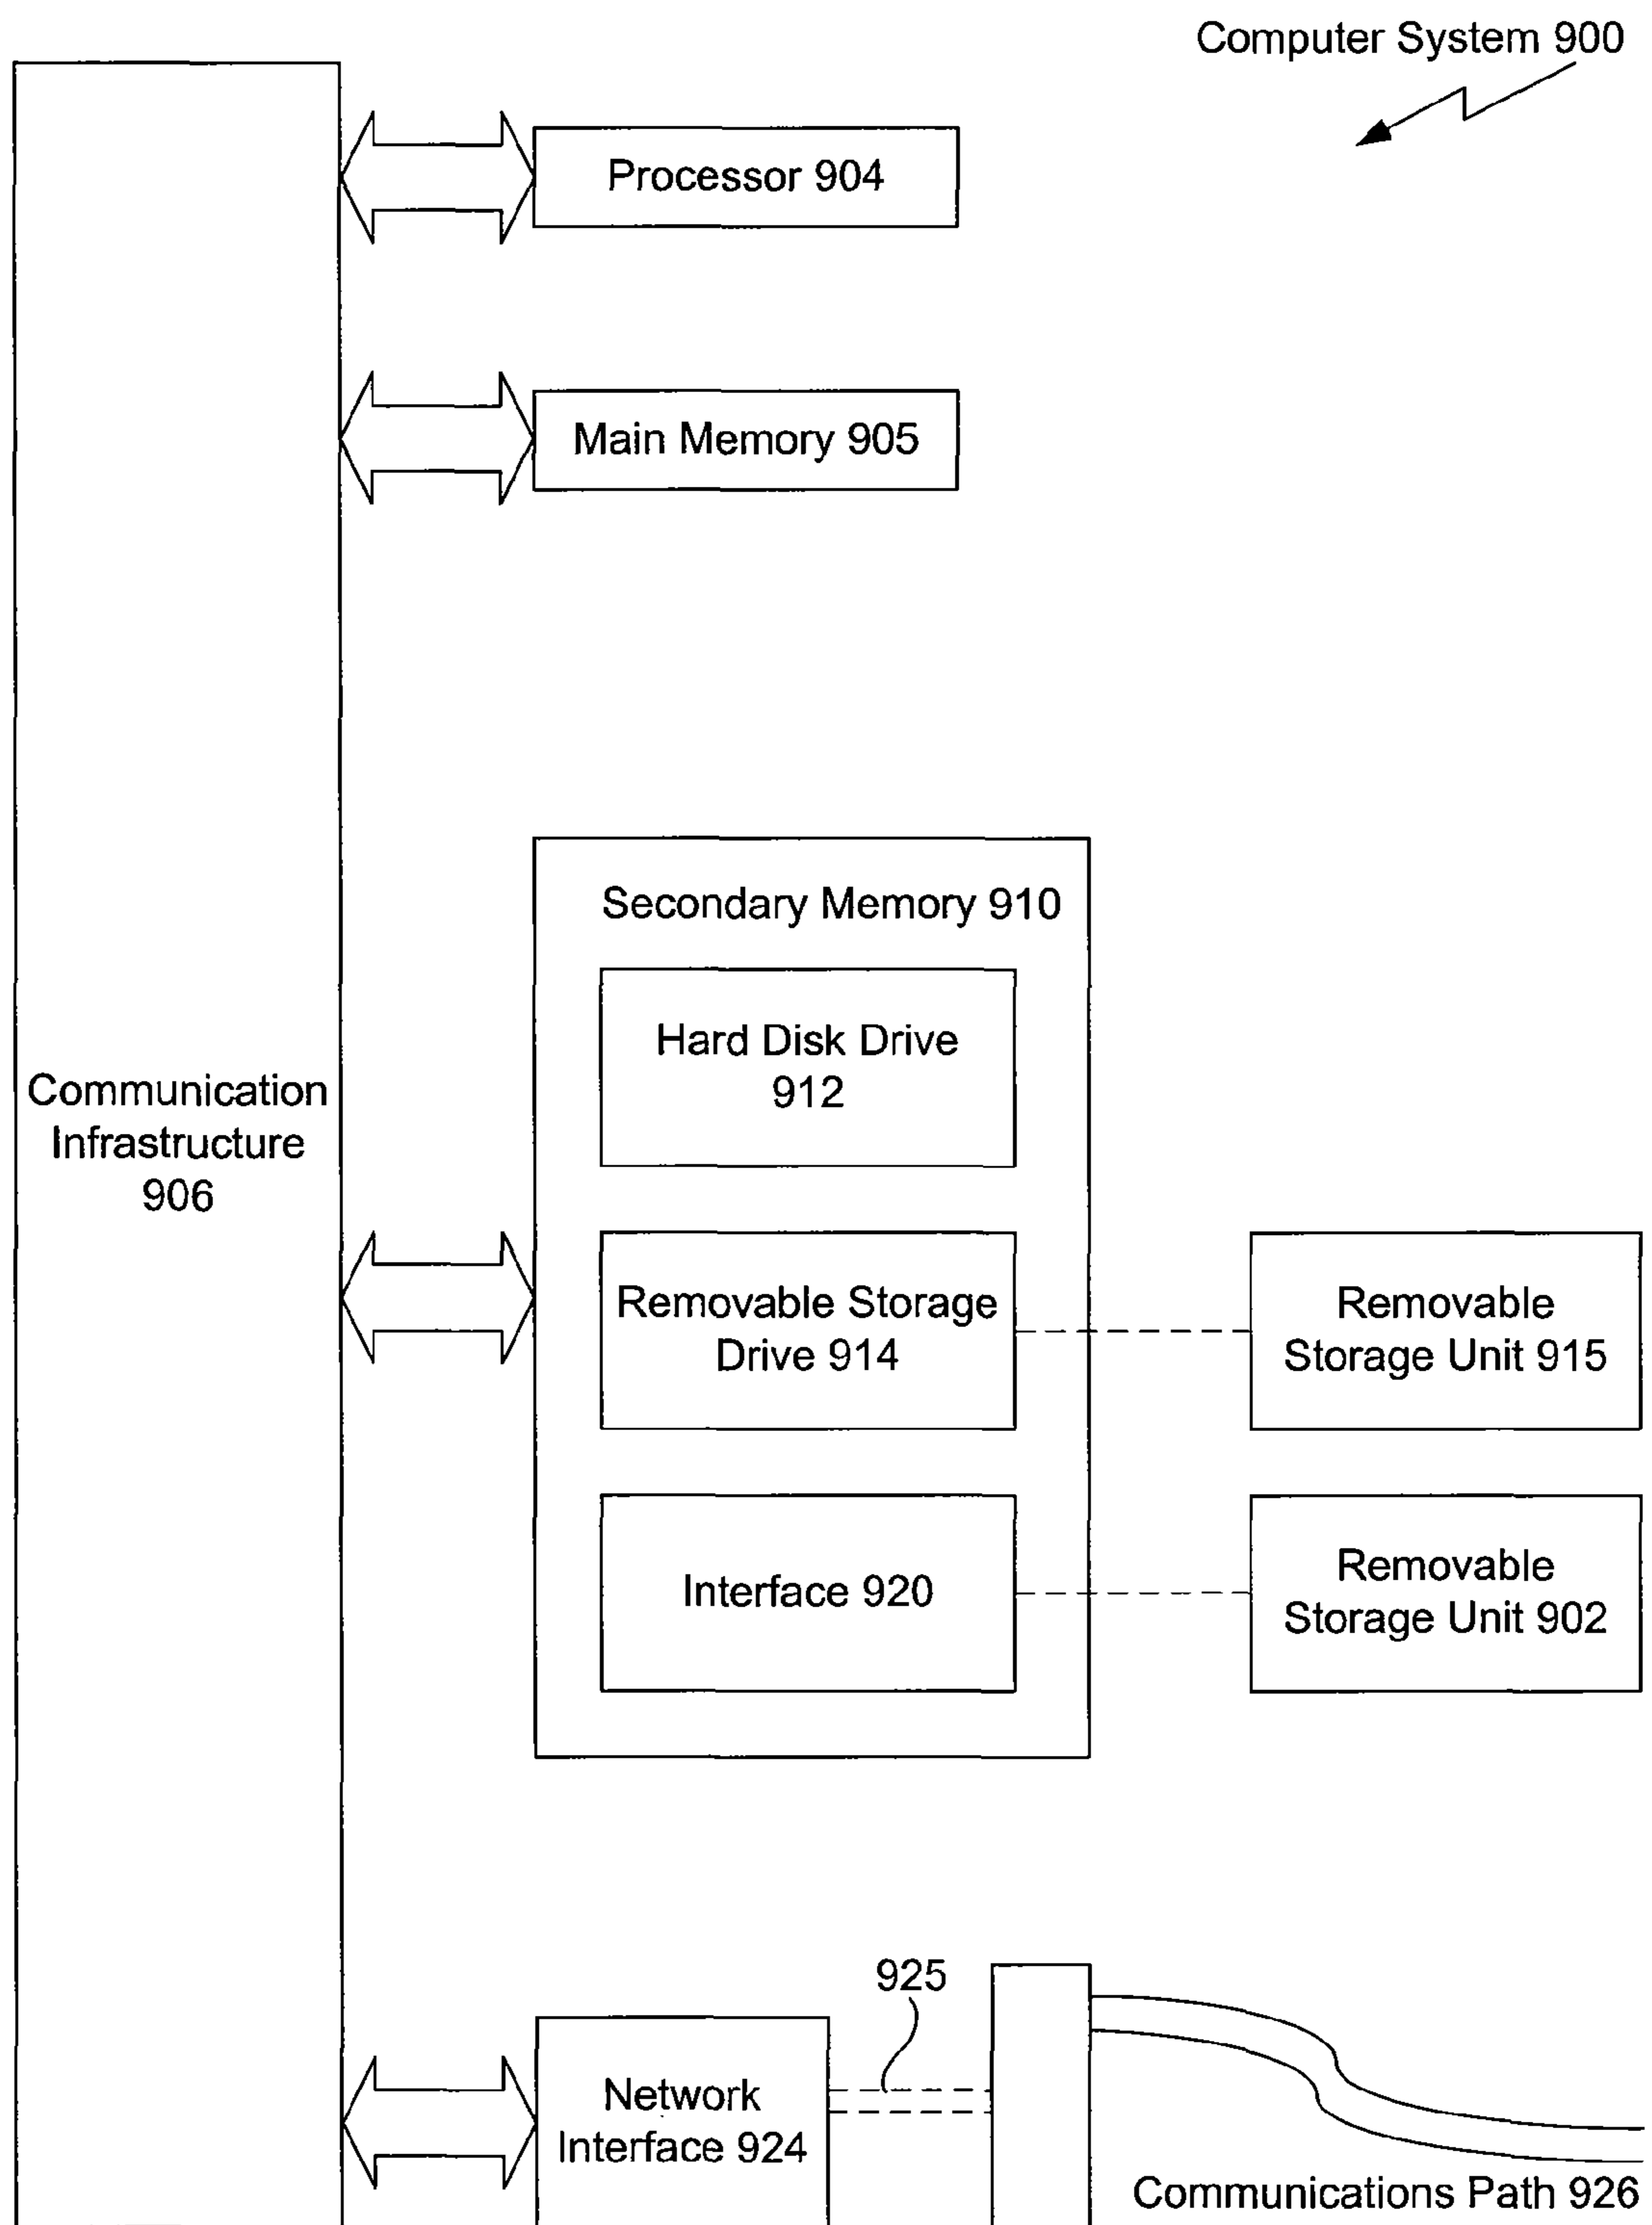 Computer System 900
Processor 904
Main Memory 905
Secondary Memory 910
Hard Disk Drive
912
Communication
Infrastructure
906
Removable Storage
Drive 914
Removable
Storage Unit 915
Interface 920
Removable
Storage Unit 902
925
Network
Interface 924
Communications Path 926